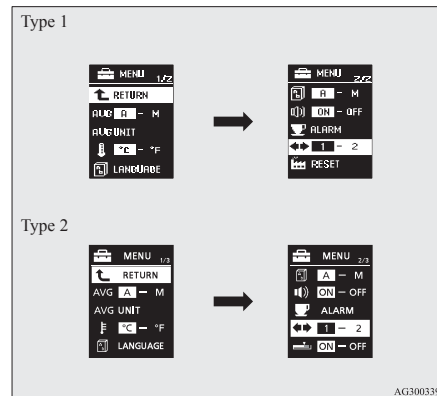 Type 1
MENU 1/2
RETURN
AVG A - M
AVG UNIT
°C - °F
LANGUAGE
MENU 2/2
A - M
ON - OFF
ALARM
1 - 2
RESET
Type 2
MENU 1/3
RETURN
AVG A - M
AVG UNIT
°C - °F
LANGUAGE
MENU 2/3
A - M
ON - OFF
ALARM
1 - 2
ON - OFF
AG300339